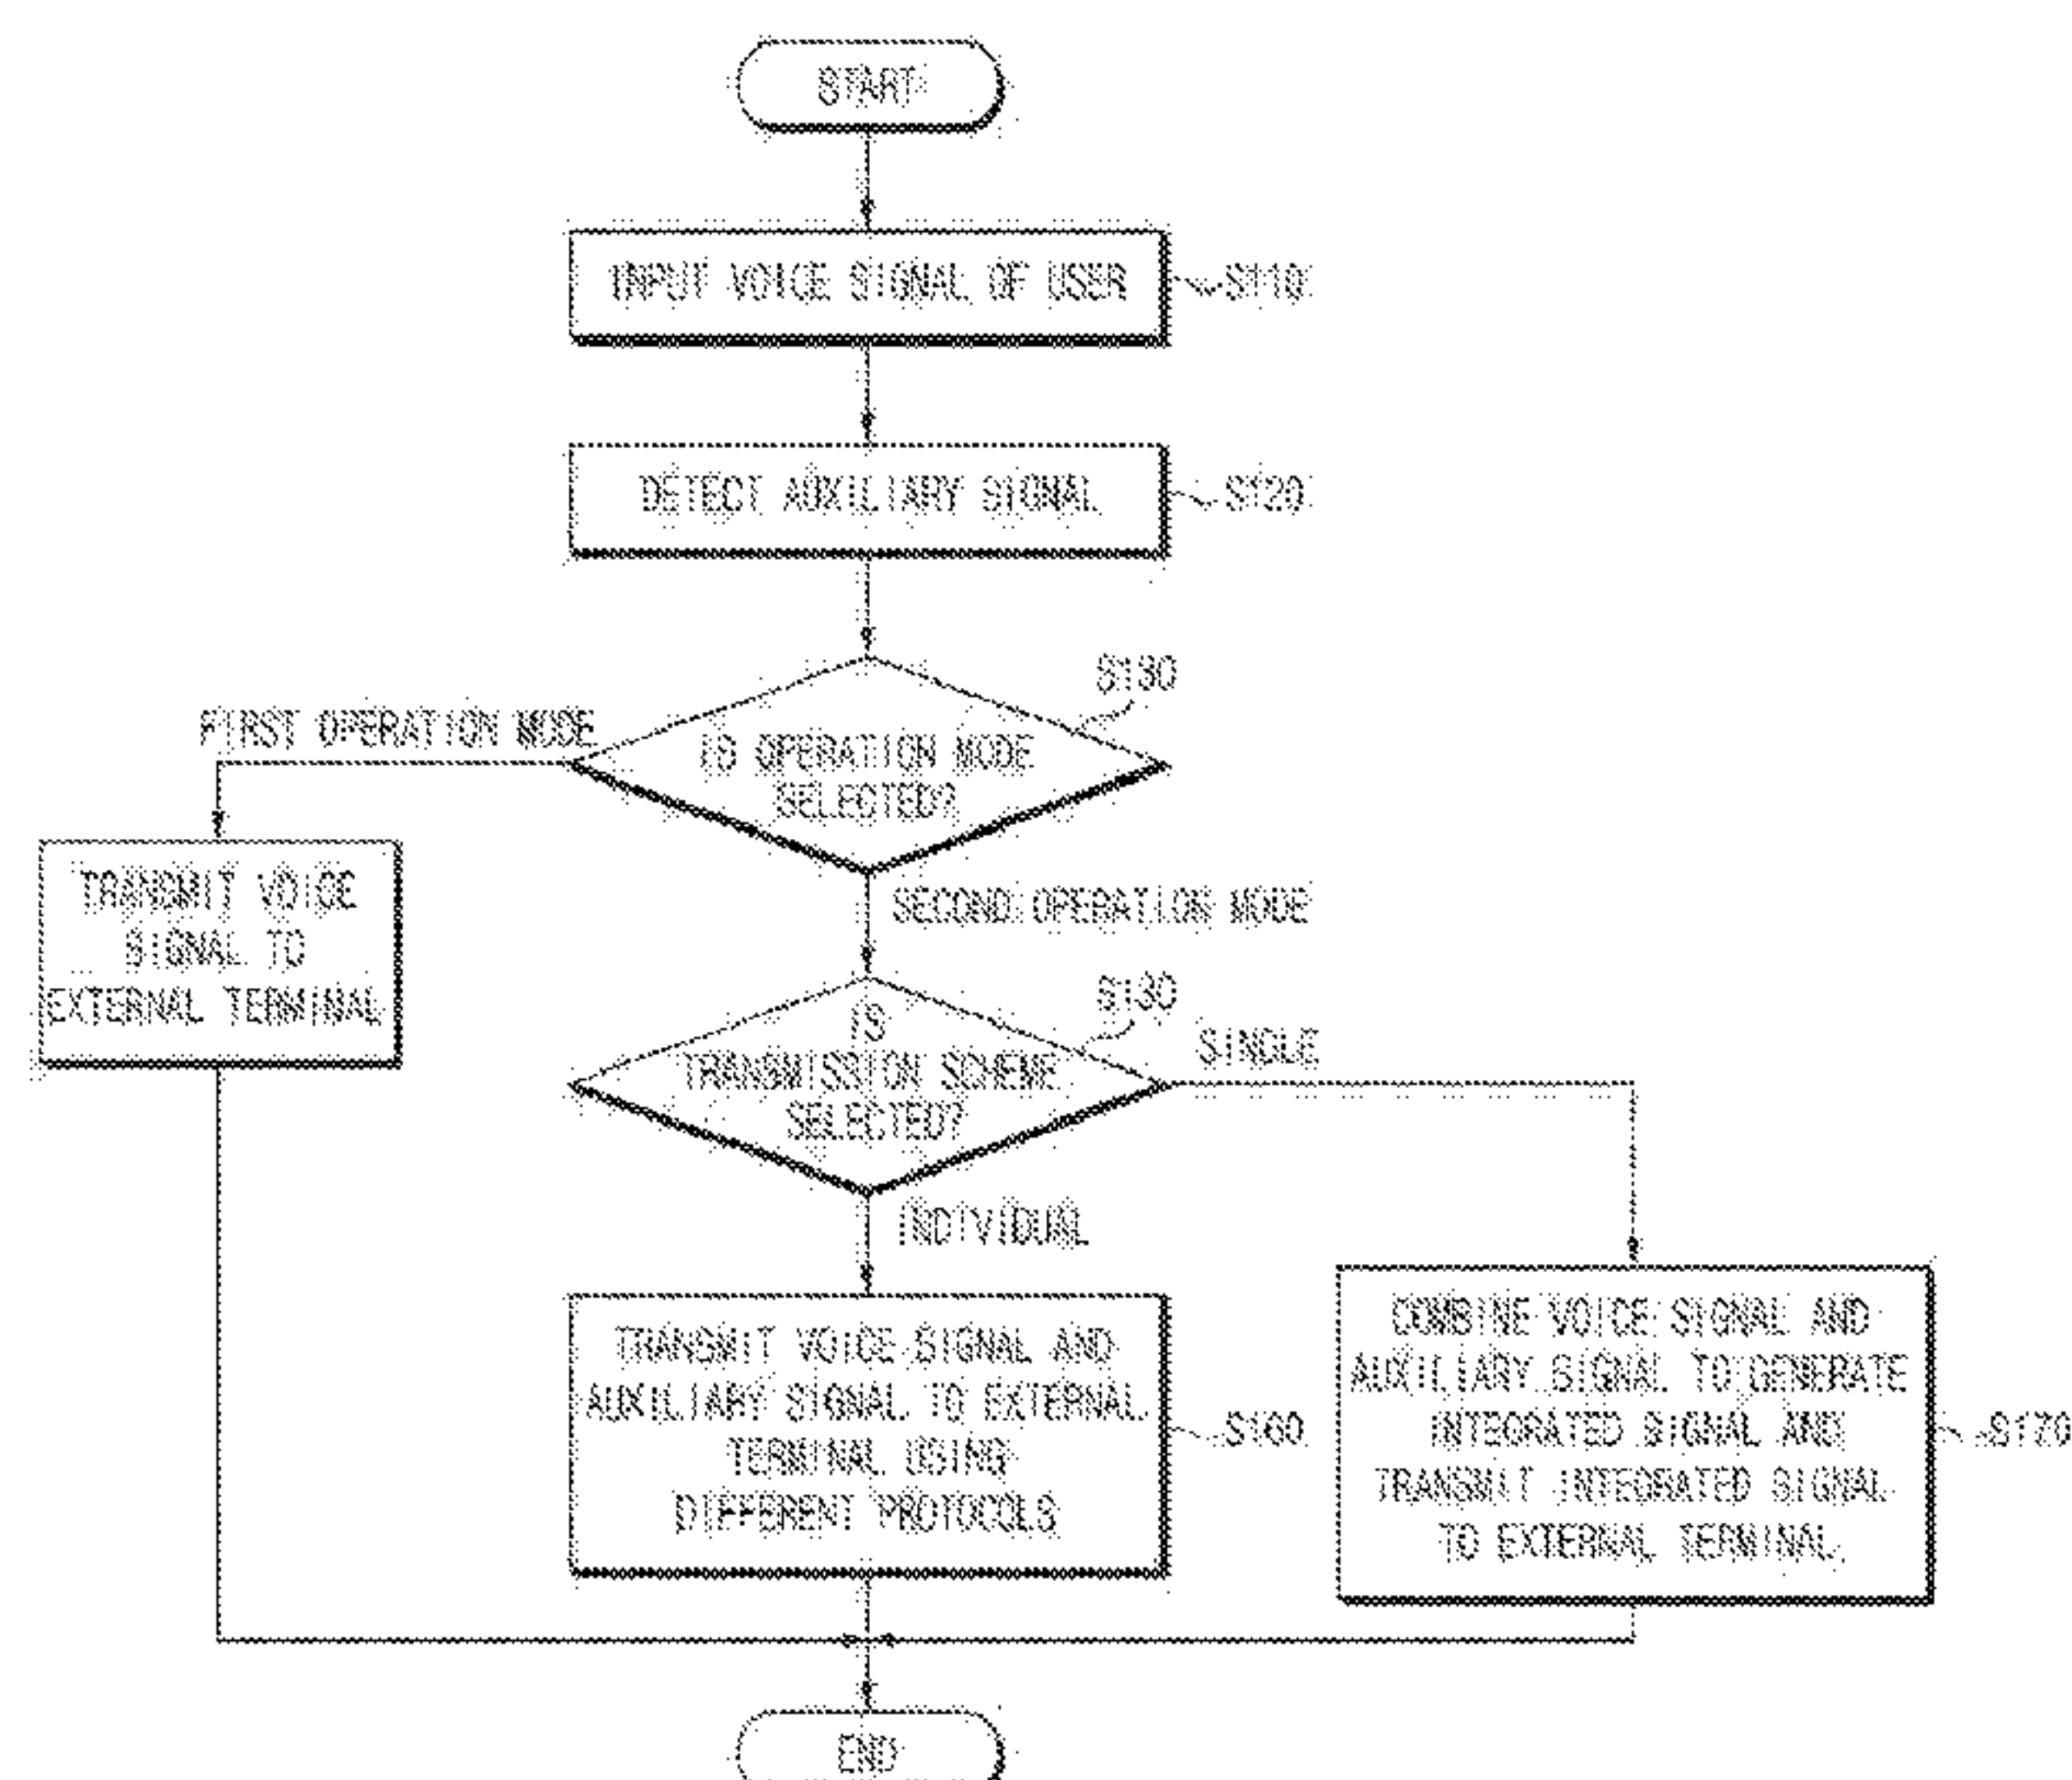 START
INPUT VOICE SIGNAL OF USER
S110
DETECT AUXILIARY SIGNAL
S120
S130
FIRST OPERATION MODE
IS OPERATION MODE
SELECTED?
TRANSMIT VOICE
SIGNAL TO
EXTERNAL TERMINAL
SECOND OPERATION MODE
S130
IS
TRANSMISSION SCHEME
SELECTED?
SINGLE
INDIVIDUAL
TRANSMIT VOICE SIGNAL AND
AUXILIARY SIGNAL TO EXTERNAL
TERMINAL USING
DIFFERENT PROTOCOLS
S160
COMBINE VOICE SIGNAL AND
AUXILIARY SIGNAL TO GENERATE
INTEGRATED SIGNAL AND
TRANSMIT INTEGRATED SIGNAL
TO EXTERNAL TERMINAL
S170
END